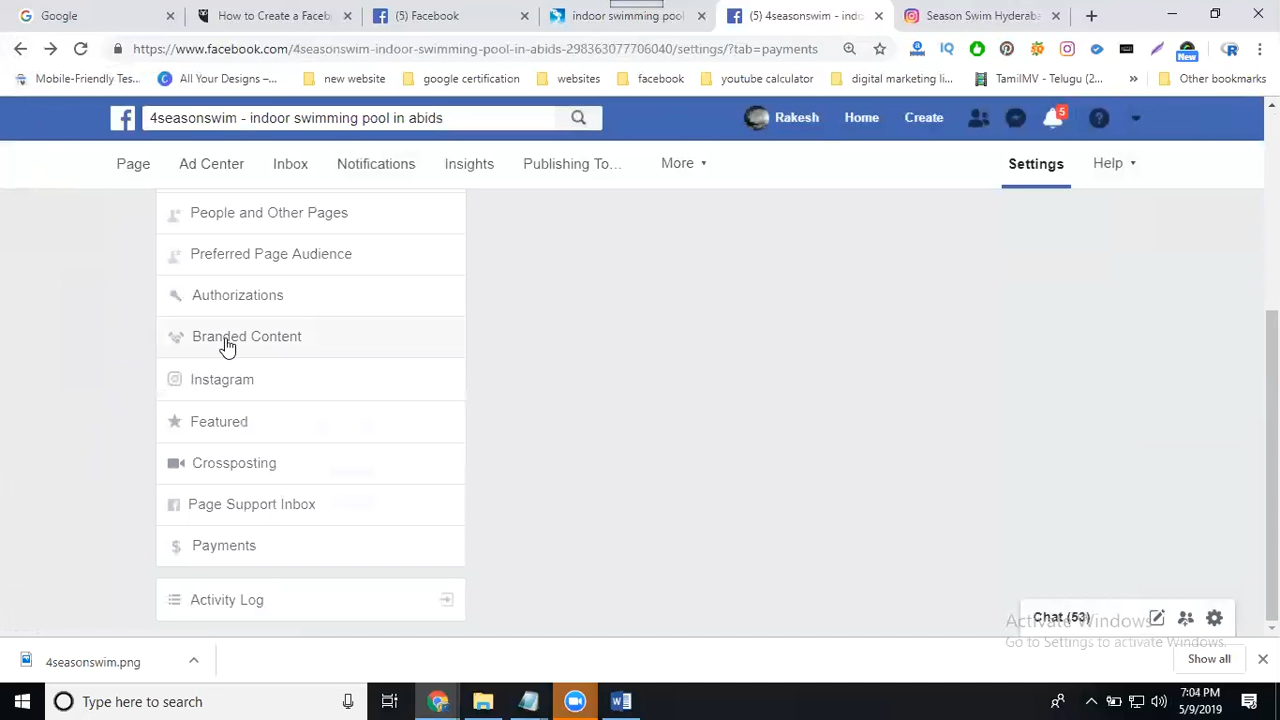 Google
How to Create a Faceb
(5) Facebook
indoor swimming pool
(5) 4seasonswim - indo
Season Swim Hyderaba
https://www.facebook.com/4seasonswim-indoor-swimming-pool-in-abids-298363077706040/settings/?tab=payments
New
Mobile-Friendly Tes...
All Your Designs –...
new website
google certification
websites
facebook
youtube calculator
digital marketing li...
TamilMV - Telugu (2...
Other bookmarks
4seasonswim - indoor swimming pool in abids
Rakesh
Home
Create
5
Page
Ad Center
Inbox
Notifications
Insights
Publishing To...
More
Settings
Help
People and Other Pages
Preferred Page Audience
Authorizations
Branded Content
Instagram
Featured
Crossposting
Page Support Inbox
Payments
Activity Log
Chat (53)
Activate Windows
Go to Settings to activate Windows.
4seasonswim.png
Show all
Type here to search
7:04 PM
5/9/2019